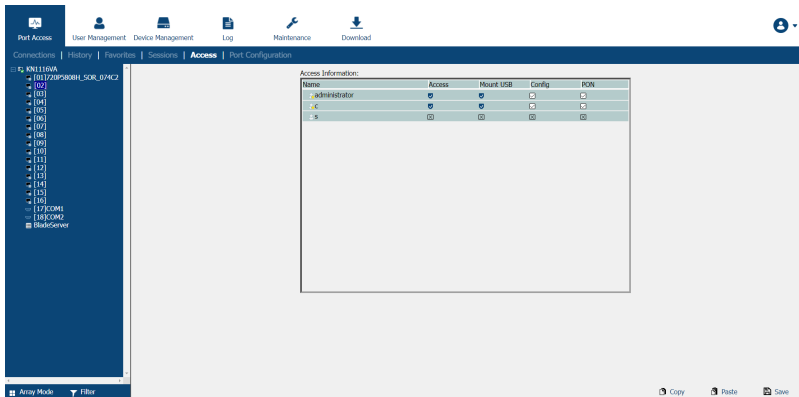 Port Access User Management Device Management Log Maintenance Download
Connections | History | Favorites | Sessions | Access | Port Configuration
KN1116VA
[01]720P5808H_SOR_074C2
[02]
[03]
[04]
[05]
[06]
[07]
[08]
[09]
[10]
[11]
[12]
[13]
[14]
[15]
[16]
[17]COM1
[18]COM2
BladeServer
Access Information:
Name Access Mount USB Config PON
administrator
c
s
Array Mode Filter
Copy Paste Save